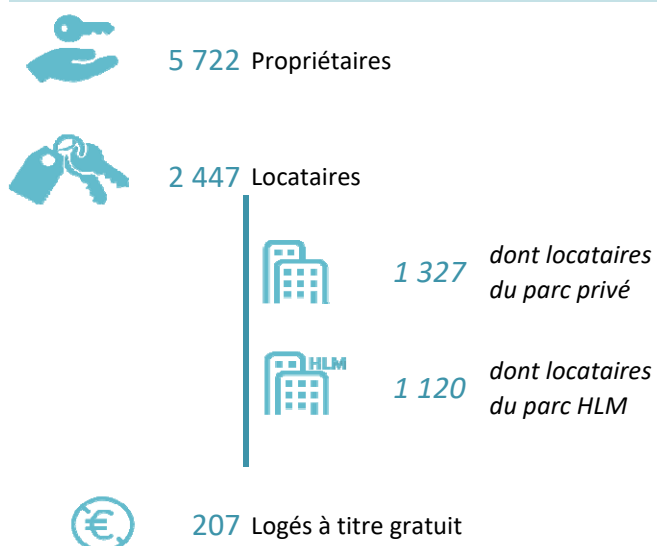 5 722 Propriétaires
2 447 Locataires
1 327 dont locataires
du parc privé
HLM
1 120 dont locataires
du parc HLM
€
207 Logés à titre gratuit